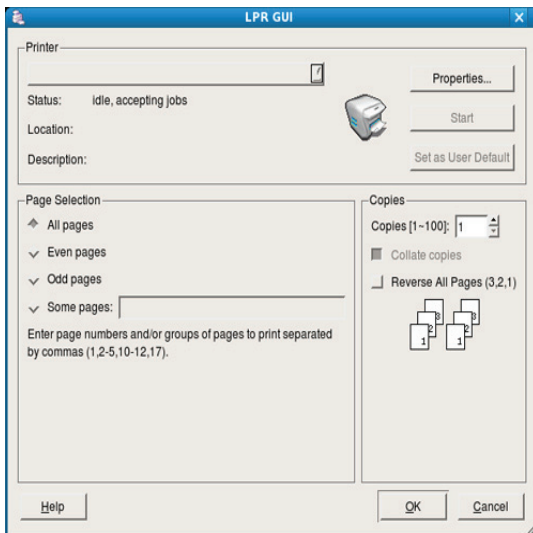 LPR GUI
Printer
Properties...
Status: idle, accepting jobs
Start
Location:
Description:
Set as User Default
Page Selection
All pages
Even pages
Odd pages
Some pages:
Enter page numbers and/or groups of pages to print separated
by commas (1,2-5,10-12,17).
Copies
Copies [1~100]: 1
Collate copies
Reverse All Pages (3,2,1)
3 3
2 2
1 1
Help
OK
Cancel